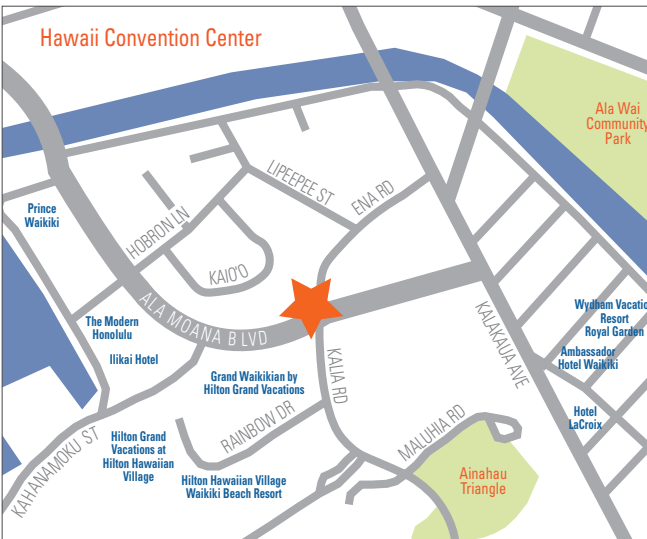 Hawaii Convention Center
Ala Wai
Community
Park
LIPEEPEE ST
ENA RD
Prince
Waikiki
HOBRON LN
KAIO'O
ALA MOANA BLVD
The Modern
Honolulu
Ilikai Hotel
KALAKAUA AVE
Wydham Vacatio
Resort
Royal Garden
Ambassador
Hotel Waikiki
Grand Waikikian by
Hilton Grand Vacations
KALIA RD
Hotel
LaCroix
RAINBOW DR
MALUHIA RD
KAHANAMOKU ST
Hilton Grand
Vacations at
Hilton Hawaiian
Village
Hilton Hawaiian Village
Waikiki Beach Resort
Ainahau
Triangle